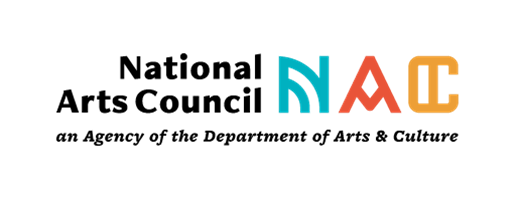 National
Arts Council
NAC
an Agency of the Department of Arts & Culture